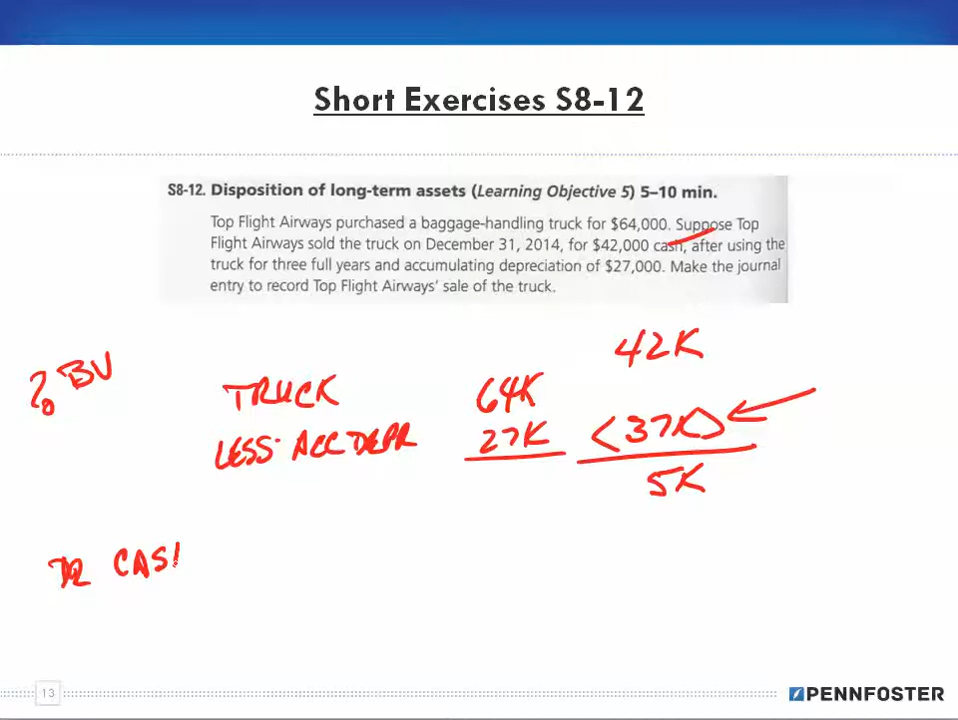 Short Exercises S8-12
S8-12. Disposition of long-term assets (Learning Objective 5) 5–10 min.
Top Flight Airways purchased a baggage-handling truck for $64,000. Suppose Top
Flight Airways sold the truck on December 31, 2014, for $42,000 cash, after using the
truck for three full years and accumulating depreciation of $27,000. Make the journal
entry to record Top Flight Airways' sale of the truck.
42K
? BV
TRUCK 64K
LESS: ACC DEPR 27K <37K>
5K
DR CASH
13
PENNFOSTER